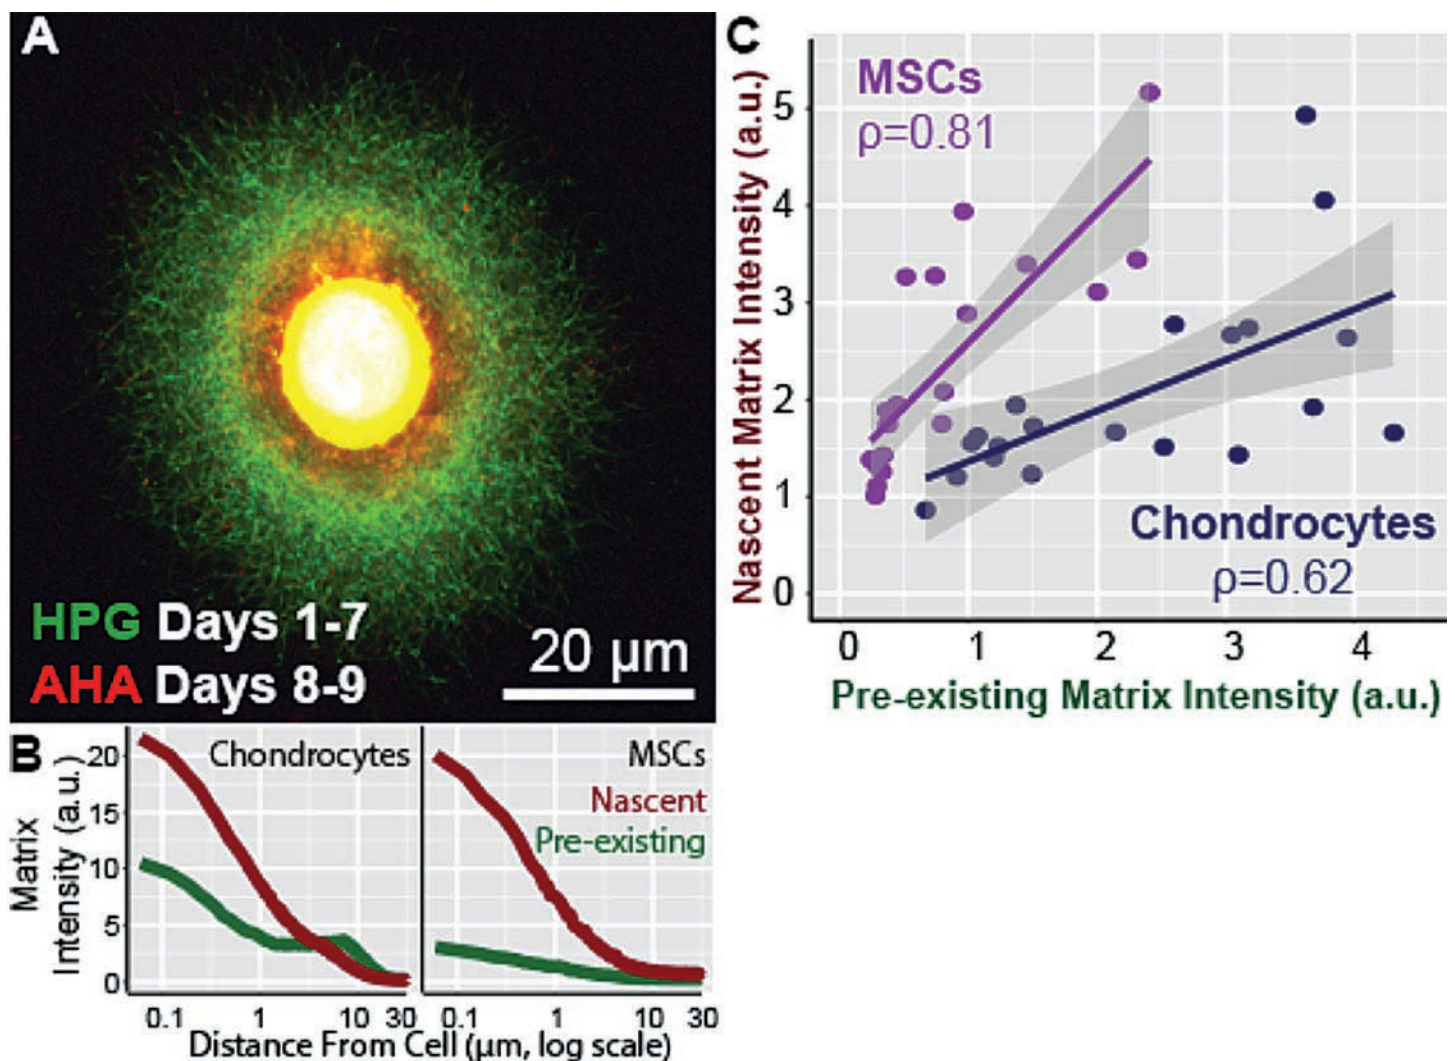 A
HPG Days 1-7
AHA Days 8-9
20 µm
B
Matrix
Intensity (a.u.)
20
15
10
5
0
Chondrocytes
0.1 1 10 30
MSCs
Nascent
Pre-existing
0.1 1 10 30
Distance From Cell (µm, log scale)
C
Nascent Matrix Intensity (a.u.)
5
4
3
2
1
0
MSCs
ρ=0.81
Chondrocytes
ρ=0.62
0 1 2 3 4
Pre-existing Matrix Intensity (a.u.)